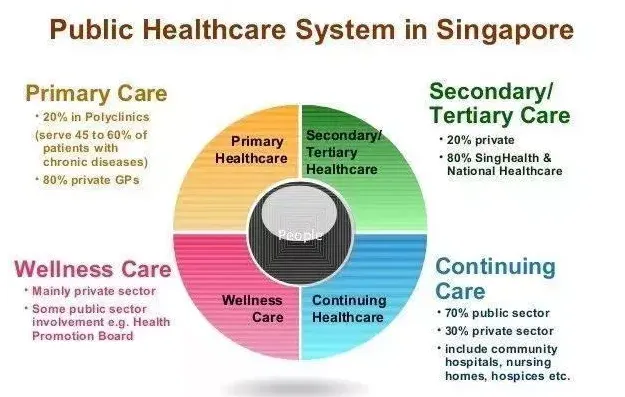 Public Healthcare System in Singapore
Primary Care
• 20% in Polyclinics
(serve 45 to 60% of
patients with
chronic diseases)
• 80% private GPs
Secondary/
Tertiary Care
• 20% private
• 80% SingHealth &
National Healthcare
Primary
Healthcare
Secondary/
Tertiary
Healthcare
People
Wellness Care
• Mainly private sector
• Some public sector
involvement e.g. Health
Promotion Board
Wellness
Care
Continuing
Healthcare
Continuing
Care
• 70% public sector
• 30% private sector
• include community
hospitals, nursing
homes, hospices etc.